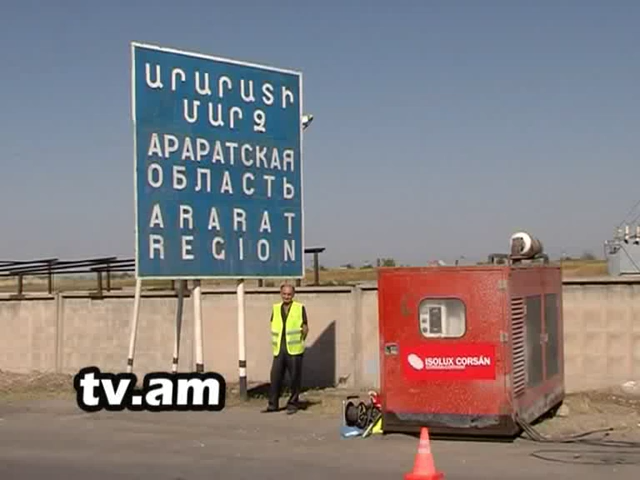 ԱՐԱՐԱՏԻ
ՄԱՐԶ
АРАРАТСКАЯ
ОБЛАСТЬ
ARARAT
REGION
ISOLUX CORSÁN
tv.am